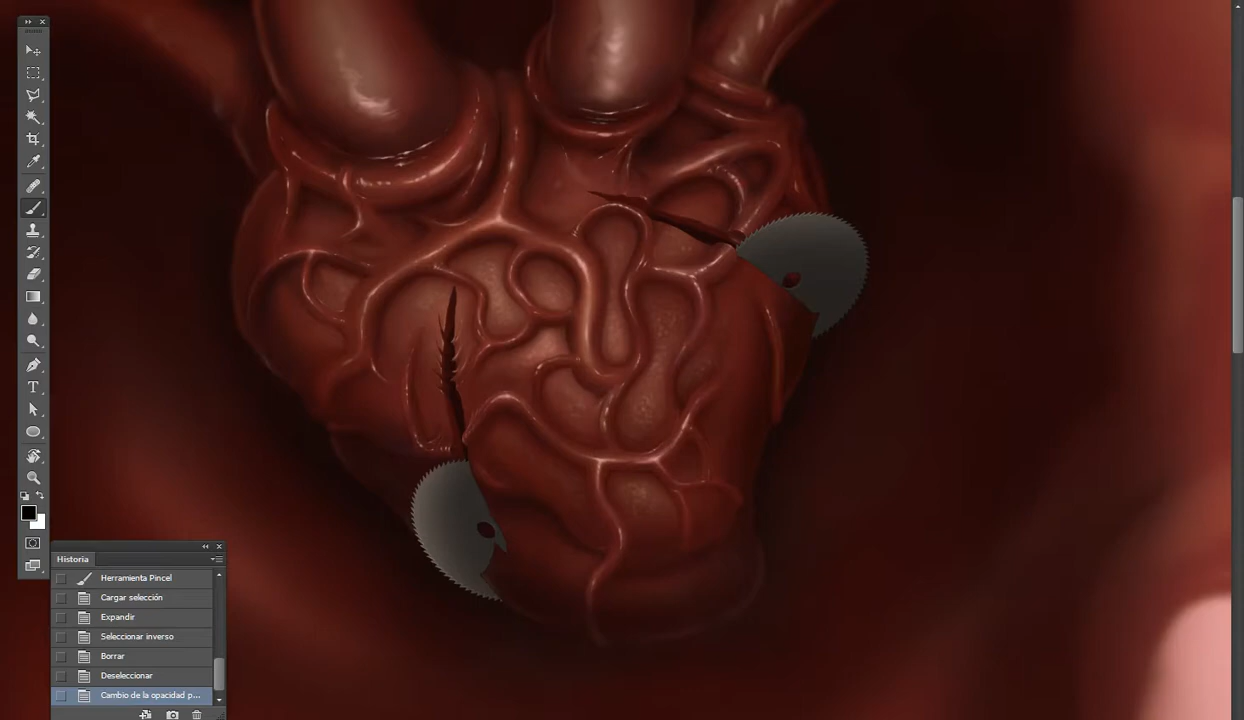 Historia
Herramienta Pincel
Cargar selección
Expandir
Seleccionar inverso
Borrar
Deseleccionar
Cambio de la opacidad p...